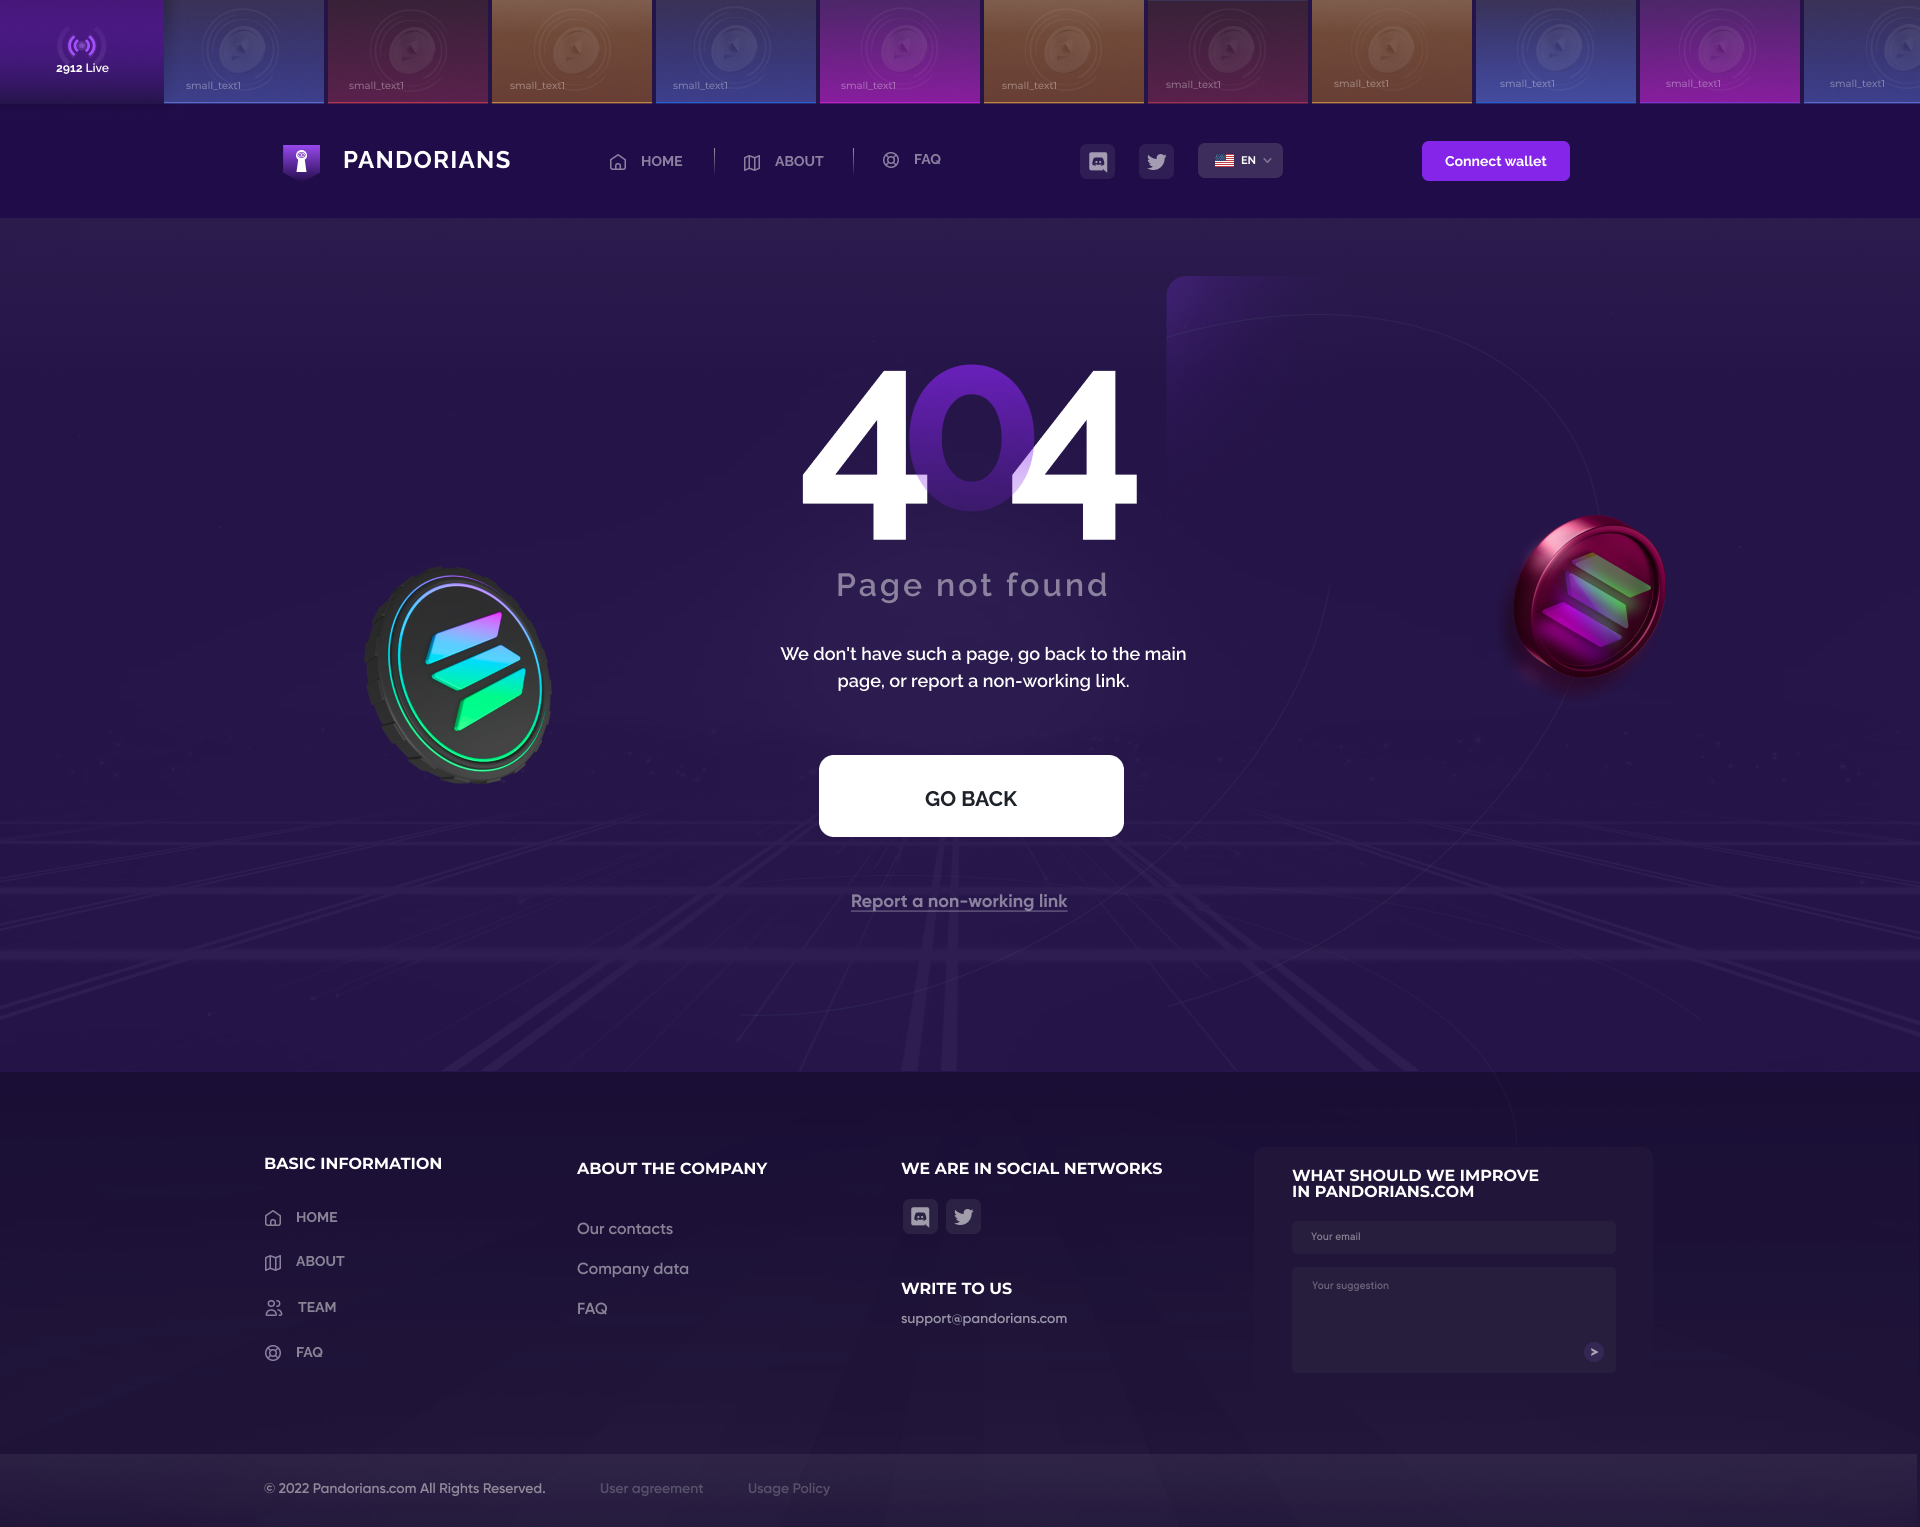 2912 Live
small_text1
small_text1
small_text1
small_text1
small_text1
small_text1
small_text1
small_text1
small_text1
small_text1
small_text1
PANDORIANS
HOME
ABOUT
FAQ
EN
Connect wallet
404
Page not found
We don't have such a page, go back to the main
page, or report a non-working link.
GO BACK
Report a non-working link
BASIC INFORMATION
HOME
ABOUT
TEAM
FAQ
ABOUT THE COMPANY
Our contacts
Company data
FAQ
WE ARE IN SOCIAL NETWORKS
WRITE TO US
support@pandorians.com
WHAT SHOULD WE IMPROVE
IN PANDORIANS.COM
Your email
Your suggestion
© 2022 Pandorians.com All Rights Reserved.
User agreement
Usage Policy